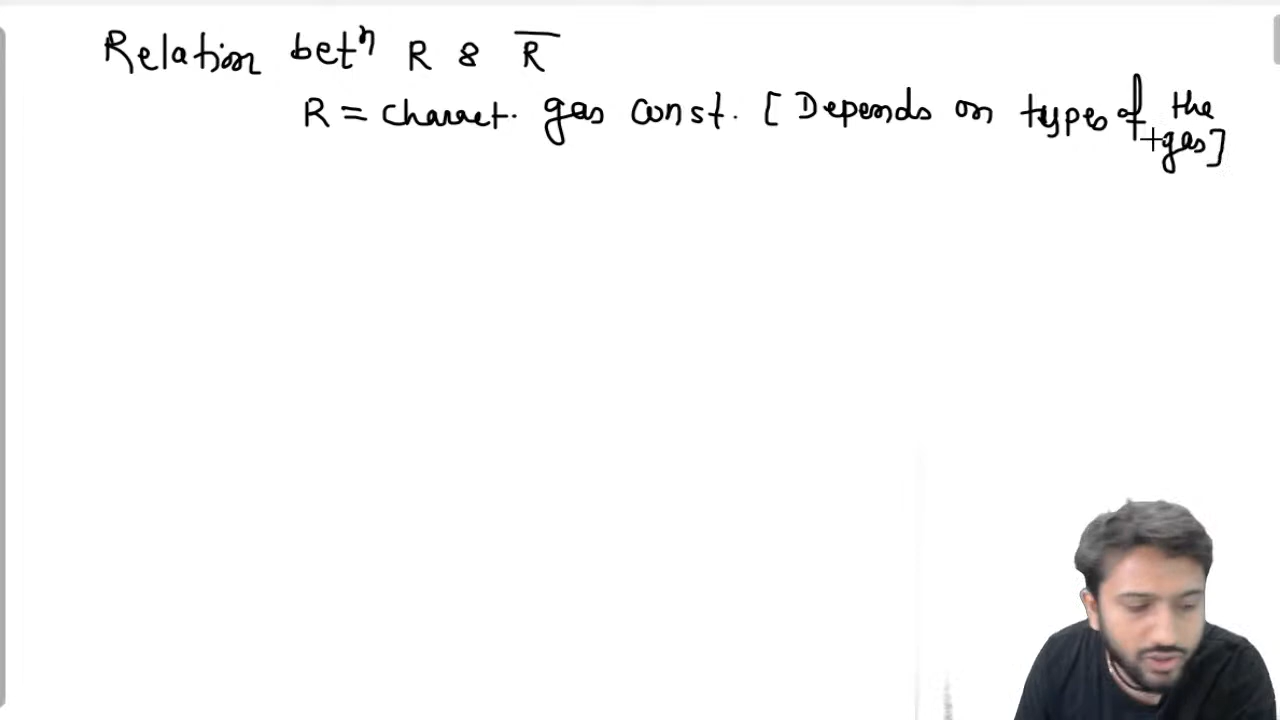 Relation betⁿ R & R̅
R = charact. gas const. [Depends on types of the
gas]